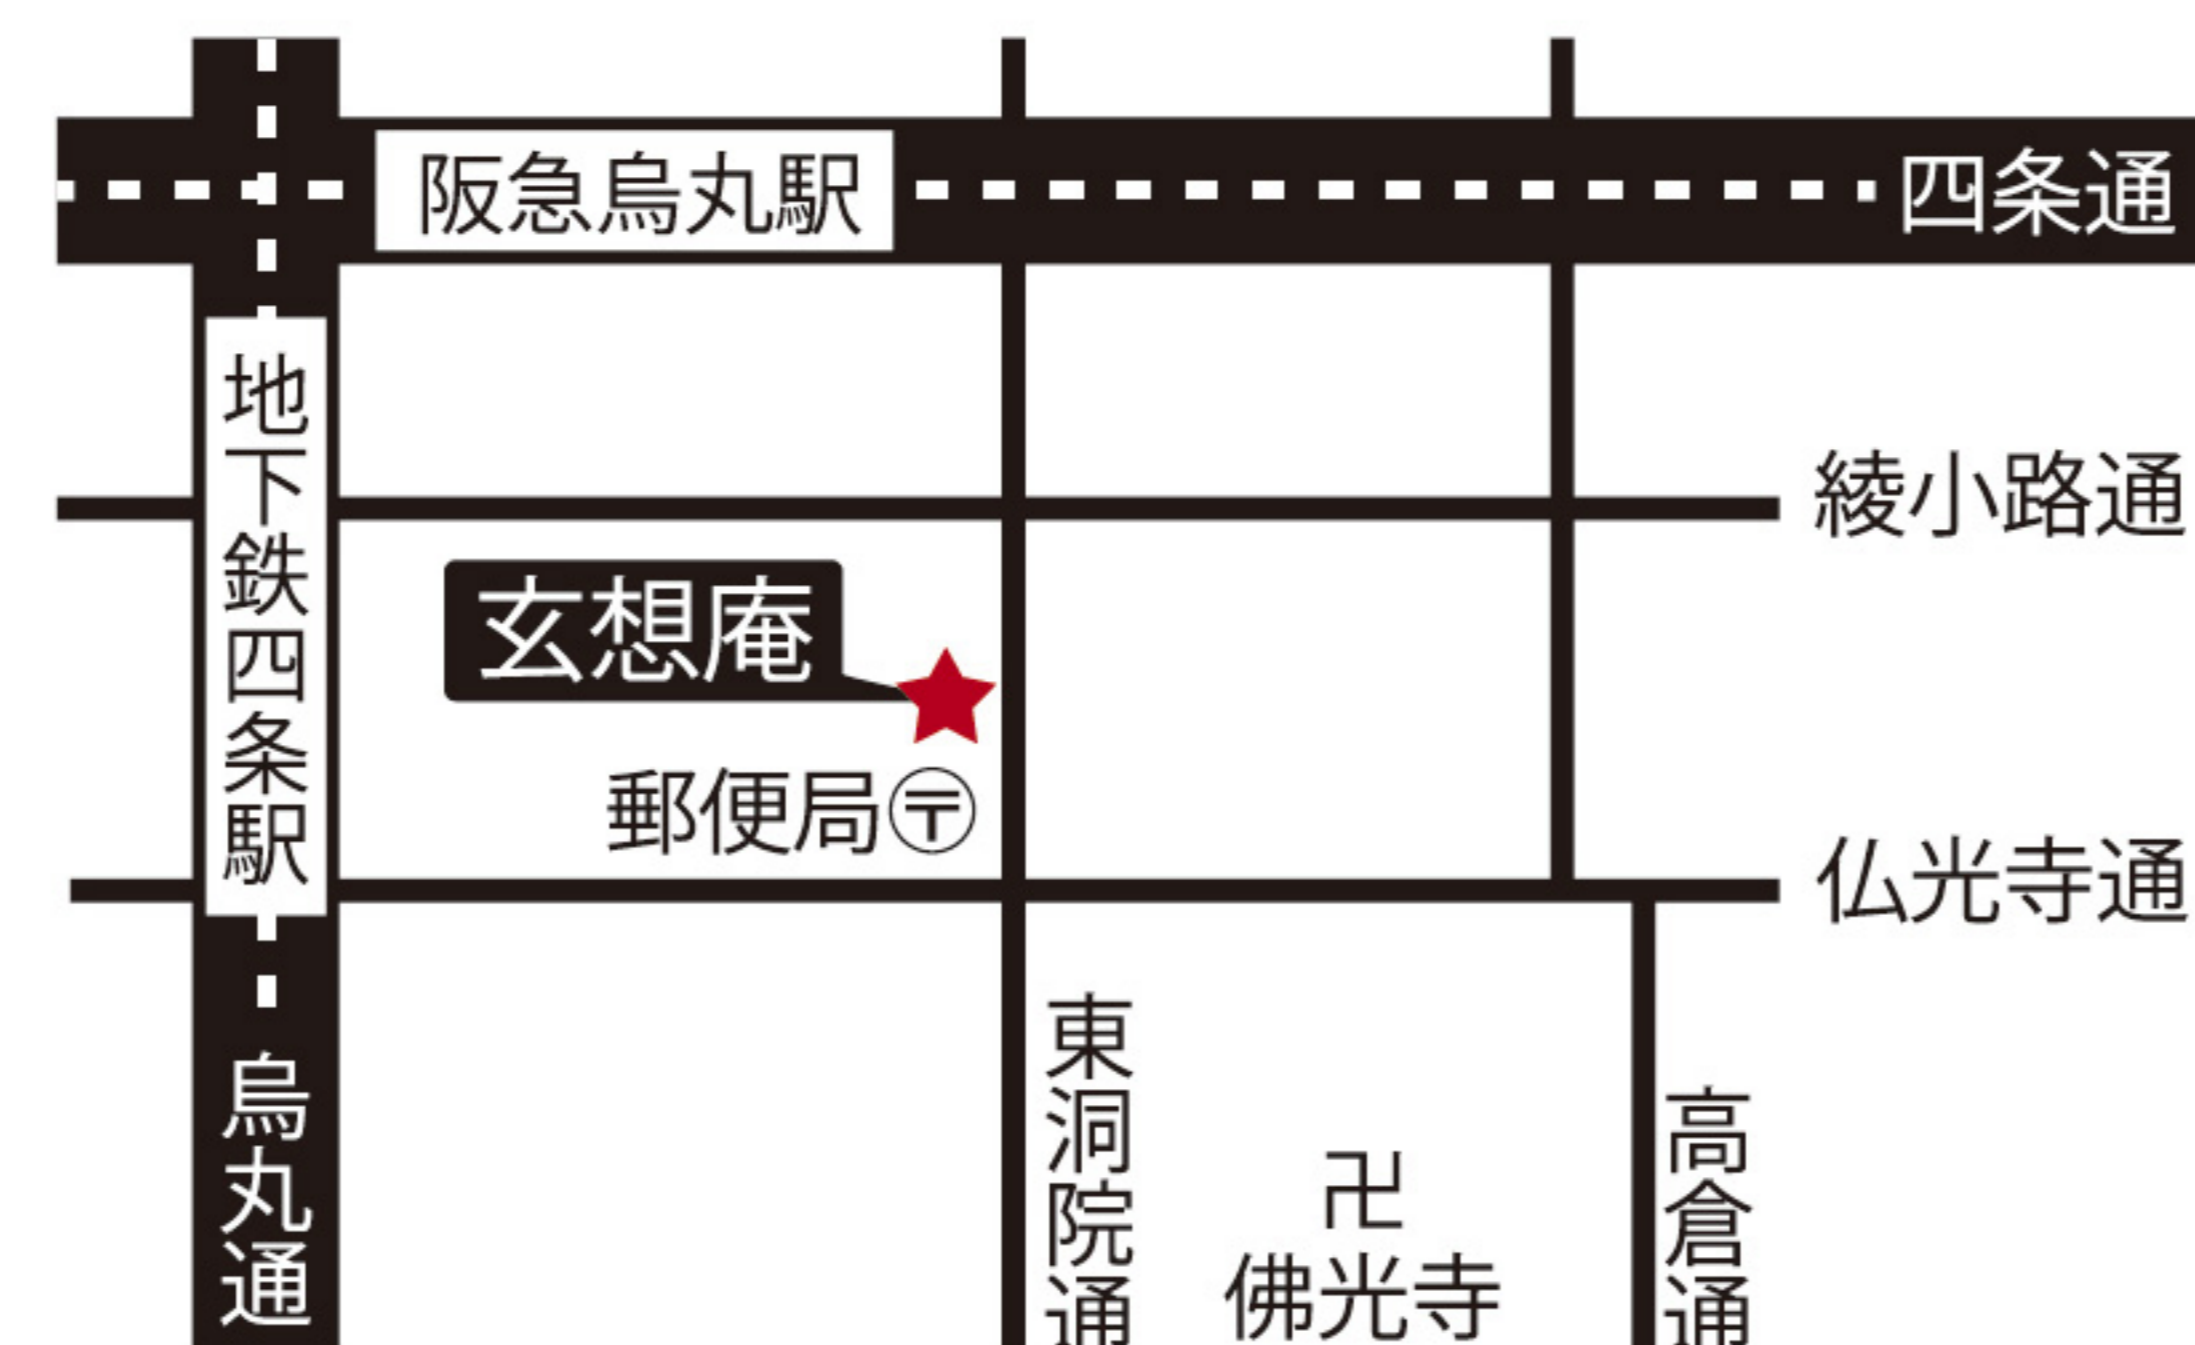 阪急烏丸駅
四条通
地下鉄四条駅
綾小路通
玄想庵
郵便局〶
仏光寺通
烏丸通
東洞院通
卍
佛光寺
高倉通